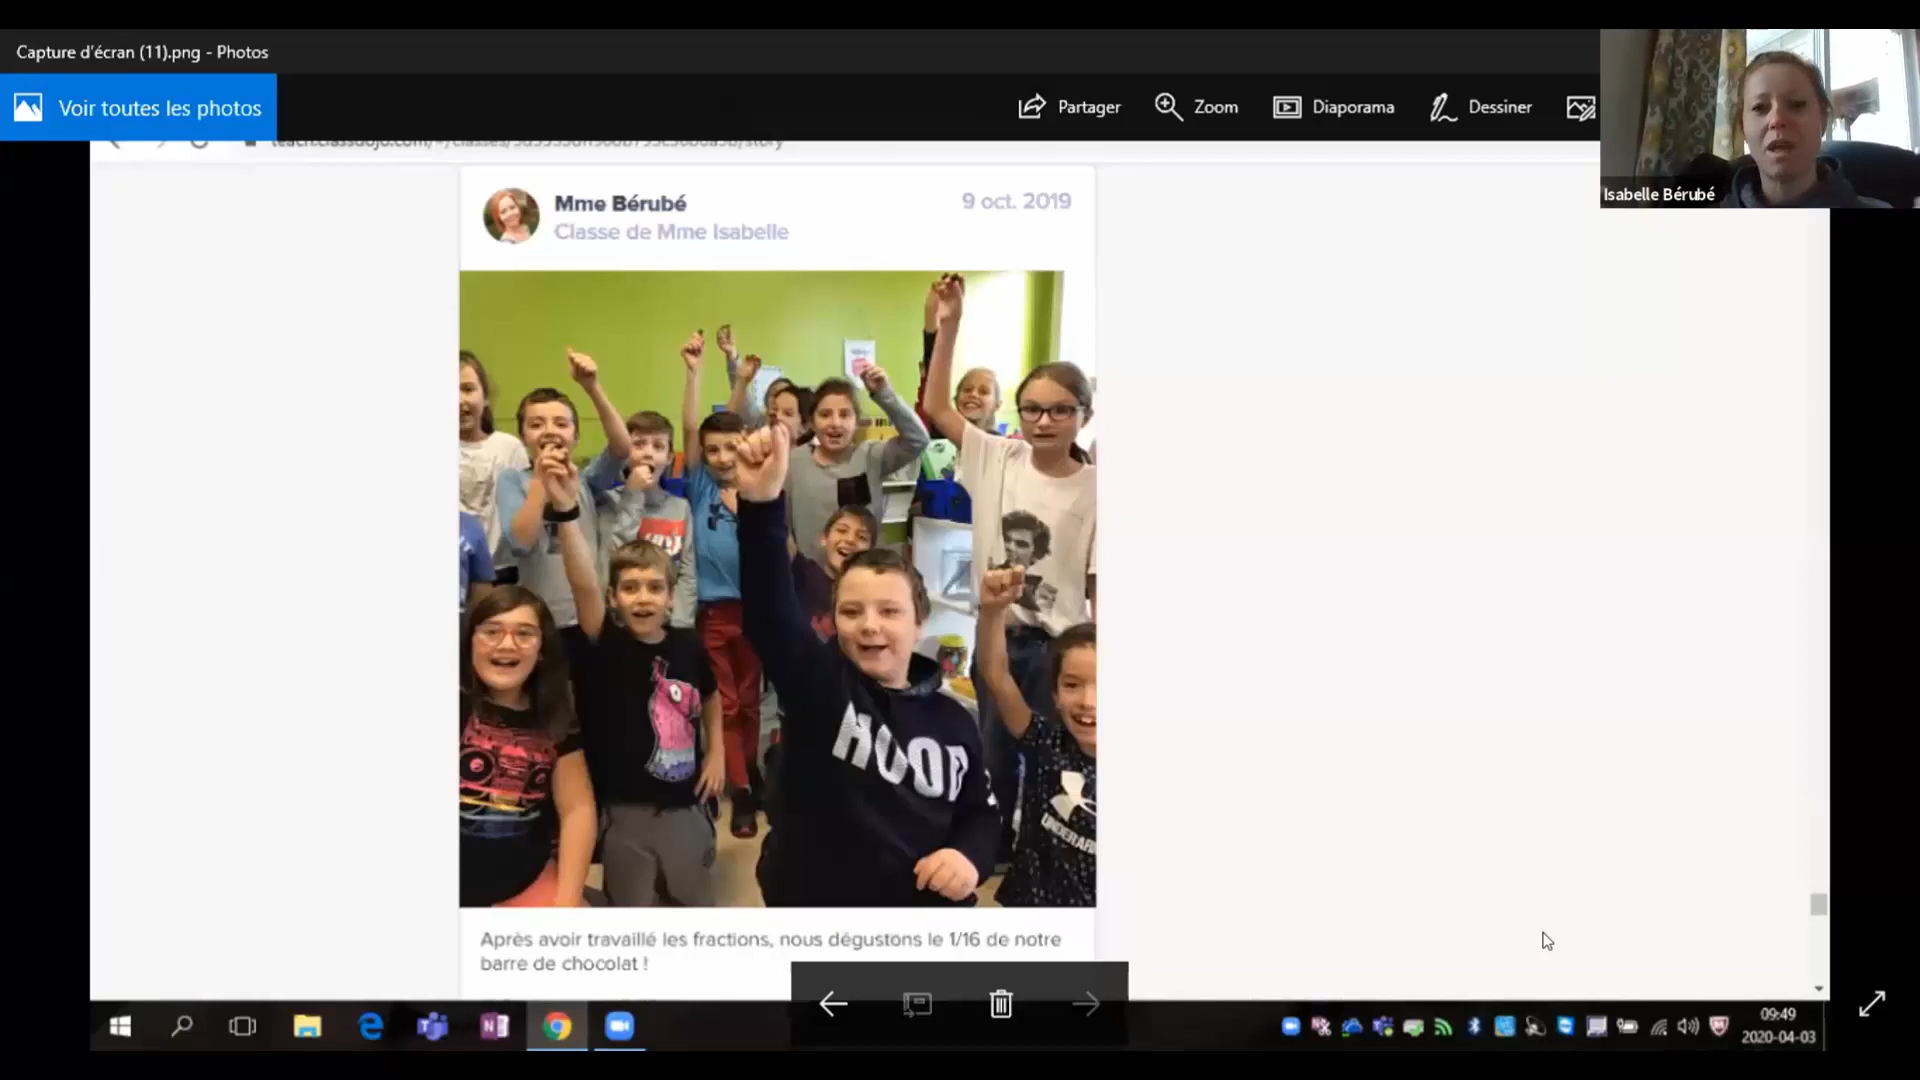 Capture d'écran (11).png - Photos
Voir toutes les photos
Partager
Zoom
Diaporama
Dessiner
Isabelle Bérubé
Mme Bérubé
9 oct. 2019
Classe de Mme Isabelle
HOOD
UNDER
Après avoir travaillé les fractions, nous dégustons le 1/16 de notre
barre de chocolat !
09:49
2020-04-03